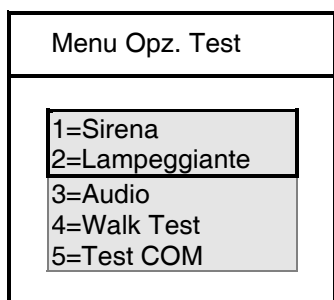 Menu Opz. Test
1=Sirena
2=Lampeggiante
3=Audio
4=Walk Test
5=Test COM